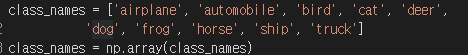 class_names = ['airplane', 'automobile', 'bird', 'cat', 'deer',
'dog', 'frog', 'horse', 'ship', 'truck']
class_names = np.array(class_names)